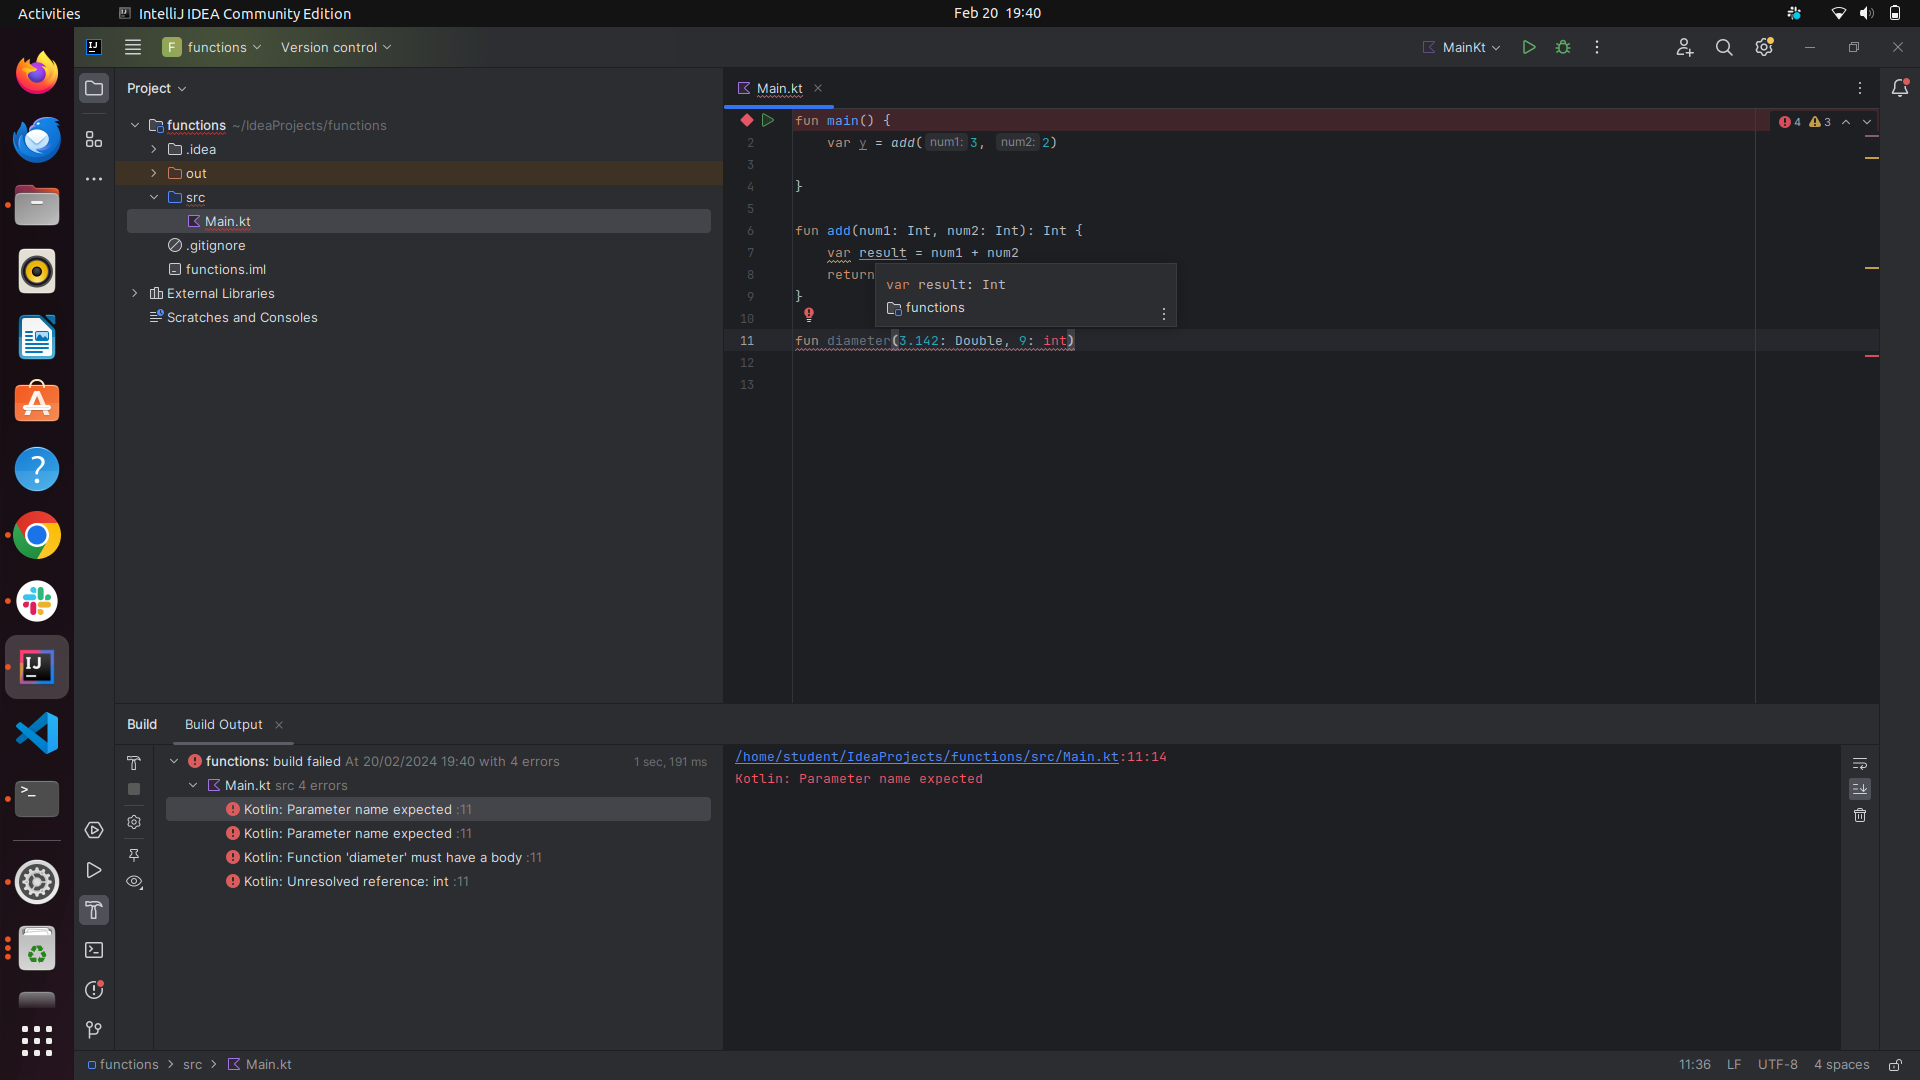 Activities
IntelliJ IDEA Community Edition
Feb 20 19:40
F functions
Version control
MainKt
Project
Main.kt
functions ~/IdeaProjects/functions
.idea
out
src
Main.kt
.gitignore
functions.iml
External Libraries
Scratches and Consoles
4 3
fun main() {
2 var y = add( num1: 3, num2: 2)
3
4 }
5
6 fun add(num1: Int, num2: Int): Int {
7 var result = num1 + num2
8 return
9 }
10
11 fun diameter(3.142: Double, 9: int)
12
13
var result: Int
functions
Build
Build Output
functions: build failed At 20/02/2024 19:40 with 4 errors 1 sec, 191 ms
Main.kt src 4 errors
Kotlin: Parameter name expected :11
Kotlin: Parameter name expected :11
Kotlin: Function 'diameter' must have a body :11
Kotlin: Unresolved reference: int :11
/home/student/IdeaProjects/functions/src/Main.kt:11:14
Kotlin: Parameter name expected
functions > src > Main.kt
11:36 LF UTF-8 4 spaces